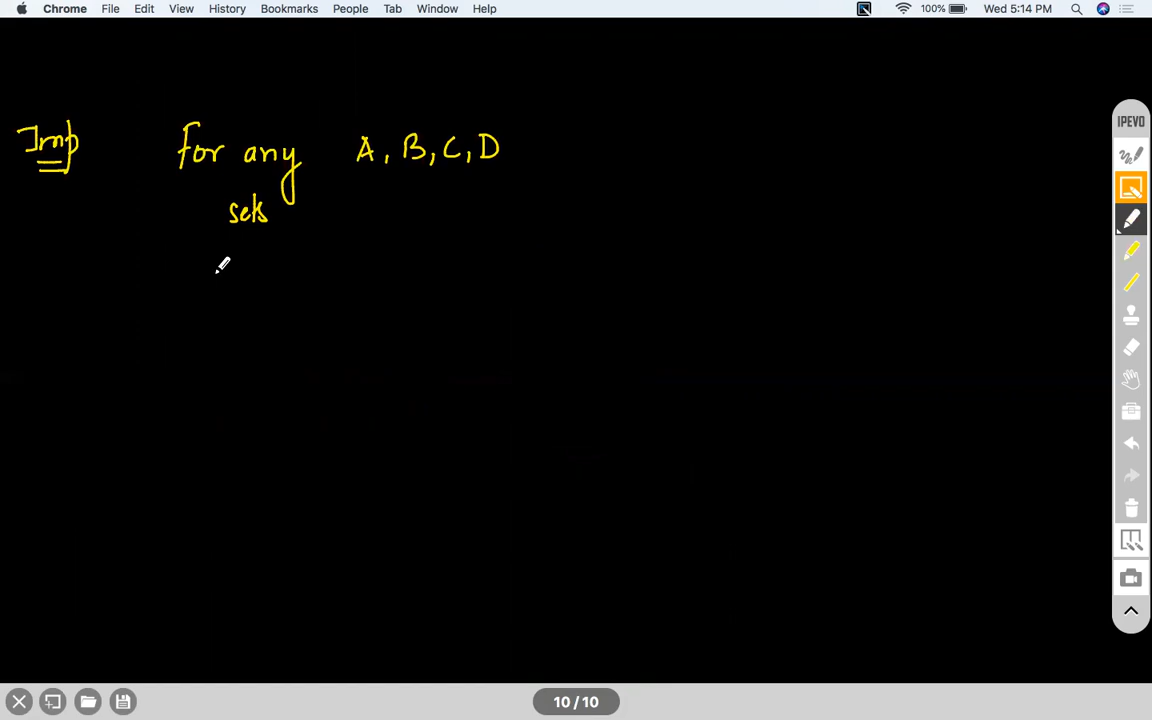 Chrome File Edit View History Bookmarks People Tab Window Help 100% Wed 5:14 PM
IPEVO
Imp For any A, B, C, D
sets
10 / 10